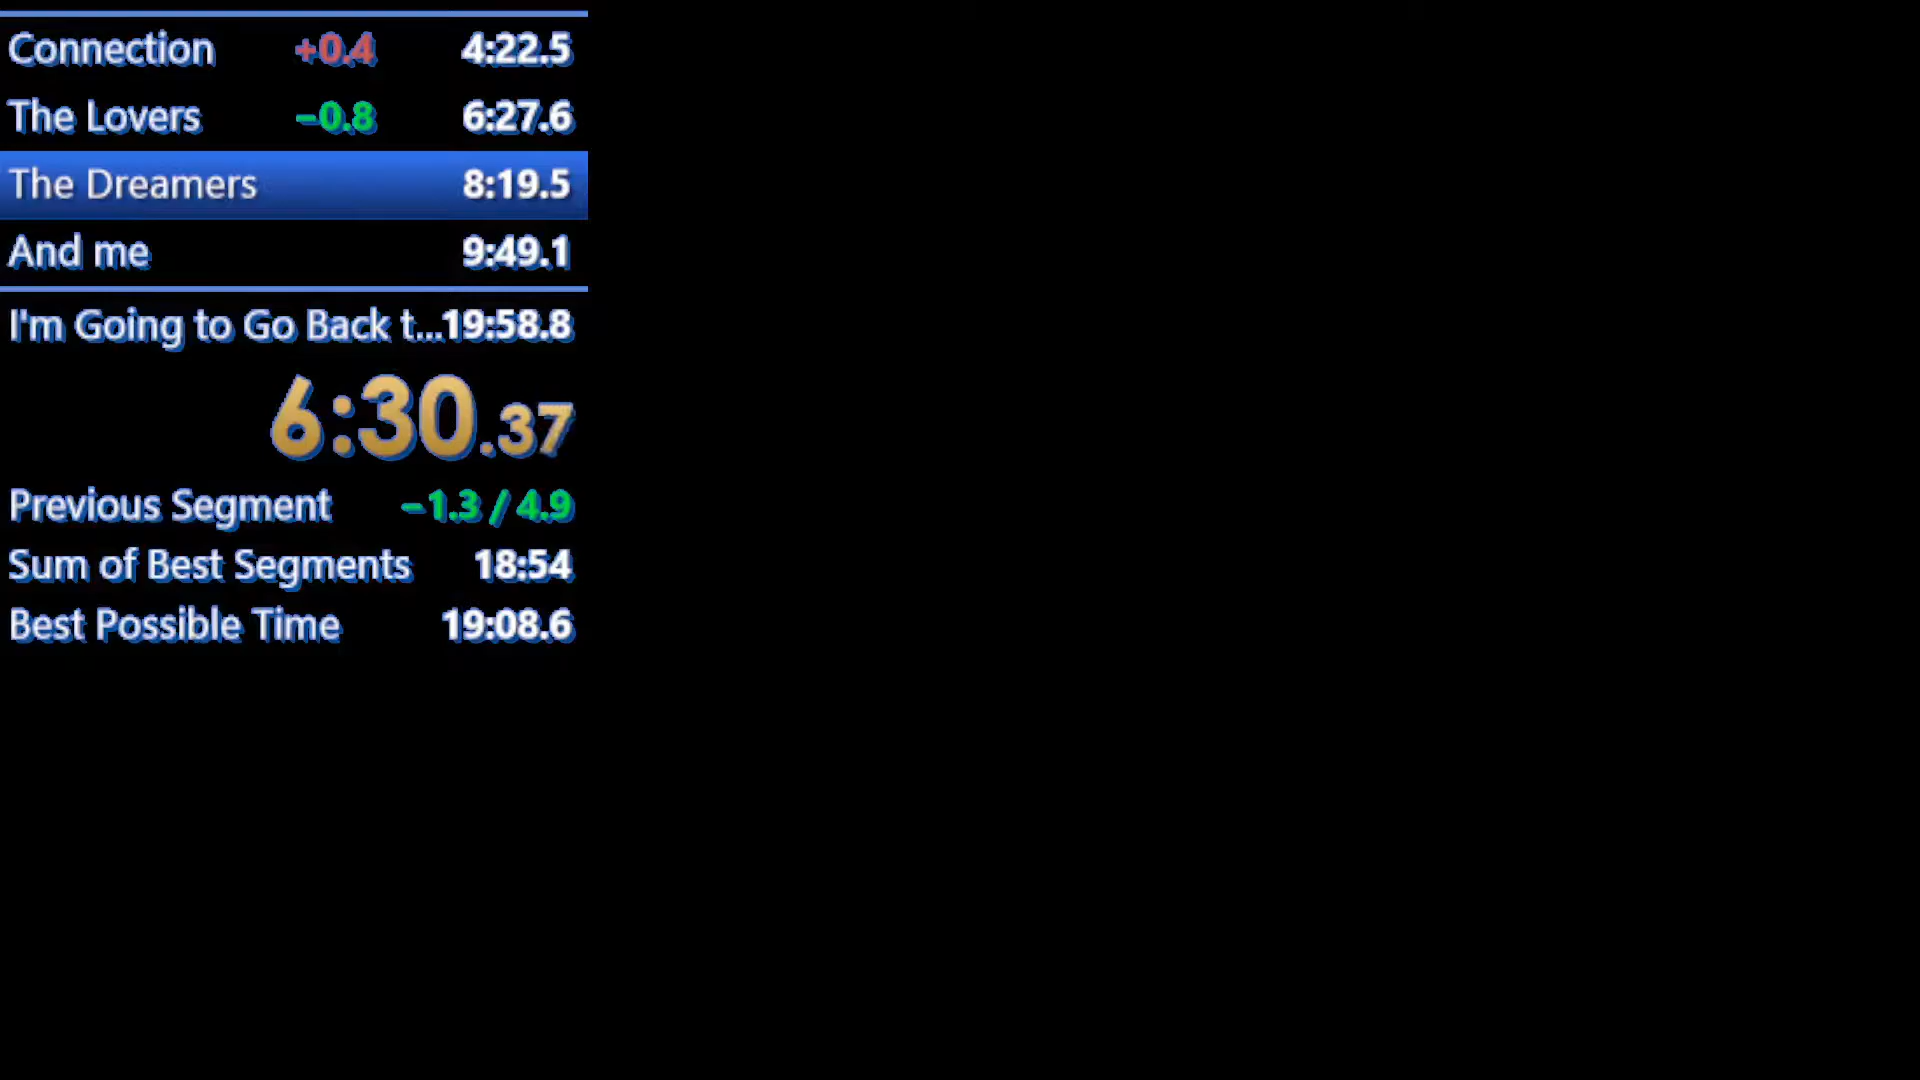 Connection +0.4 4:22.5
The Lovers −0.8 6:27.6
The Dreamers 8:19.5
And me 9:49.1
I'm Going to Go Back t... 19:58.8
6:30.37
Previous Segment −1.3 / 4.9
Sum of Best Segments 18:54
Best Possible Time 19:08.6